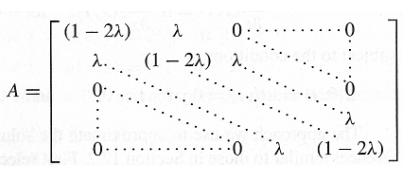 (1 − 2λ) λ 0 ⋯ 0
λ (1 − 2λ) λ
A = 0 0
λ
0 ⋯ 0 λ (1 − 2λ)